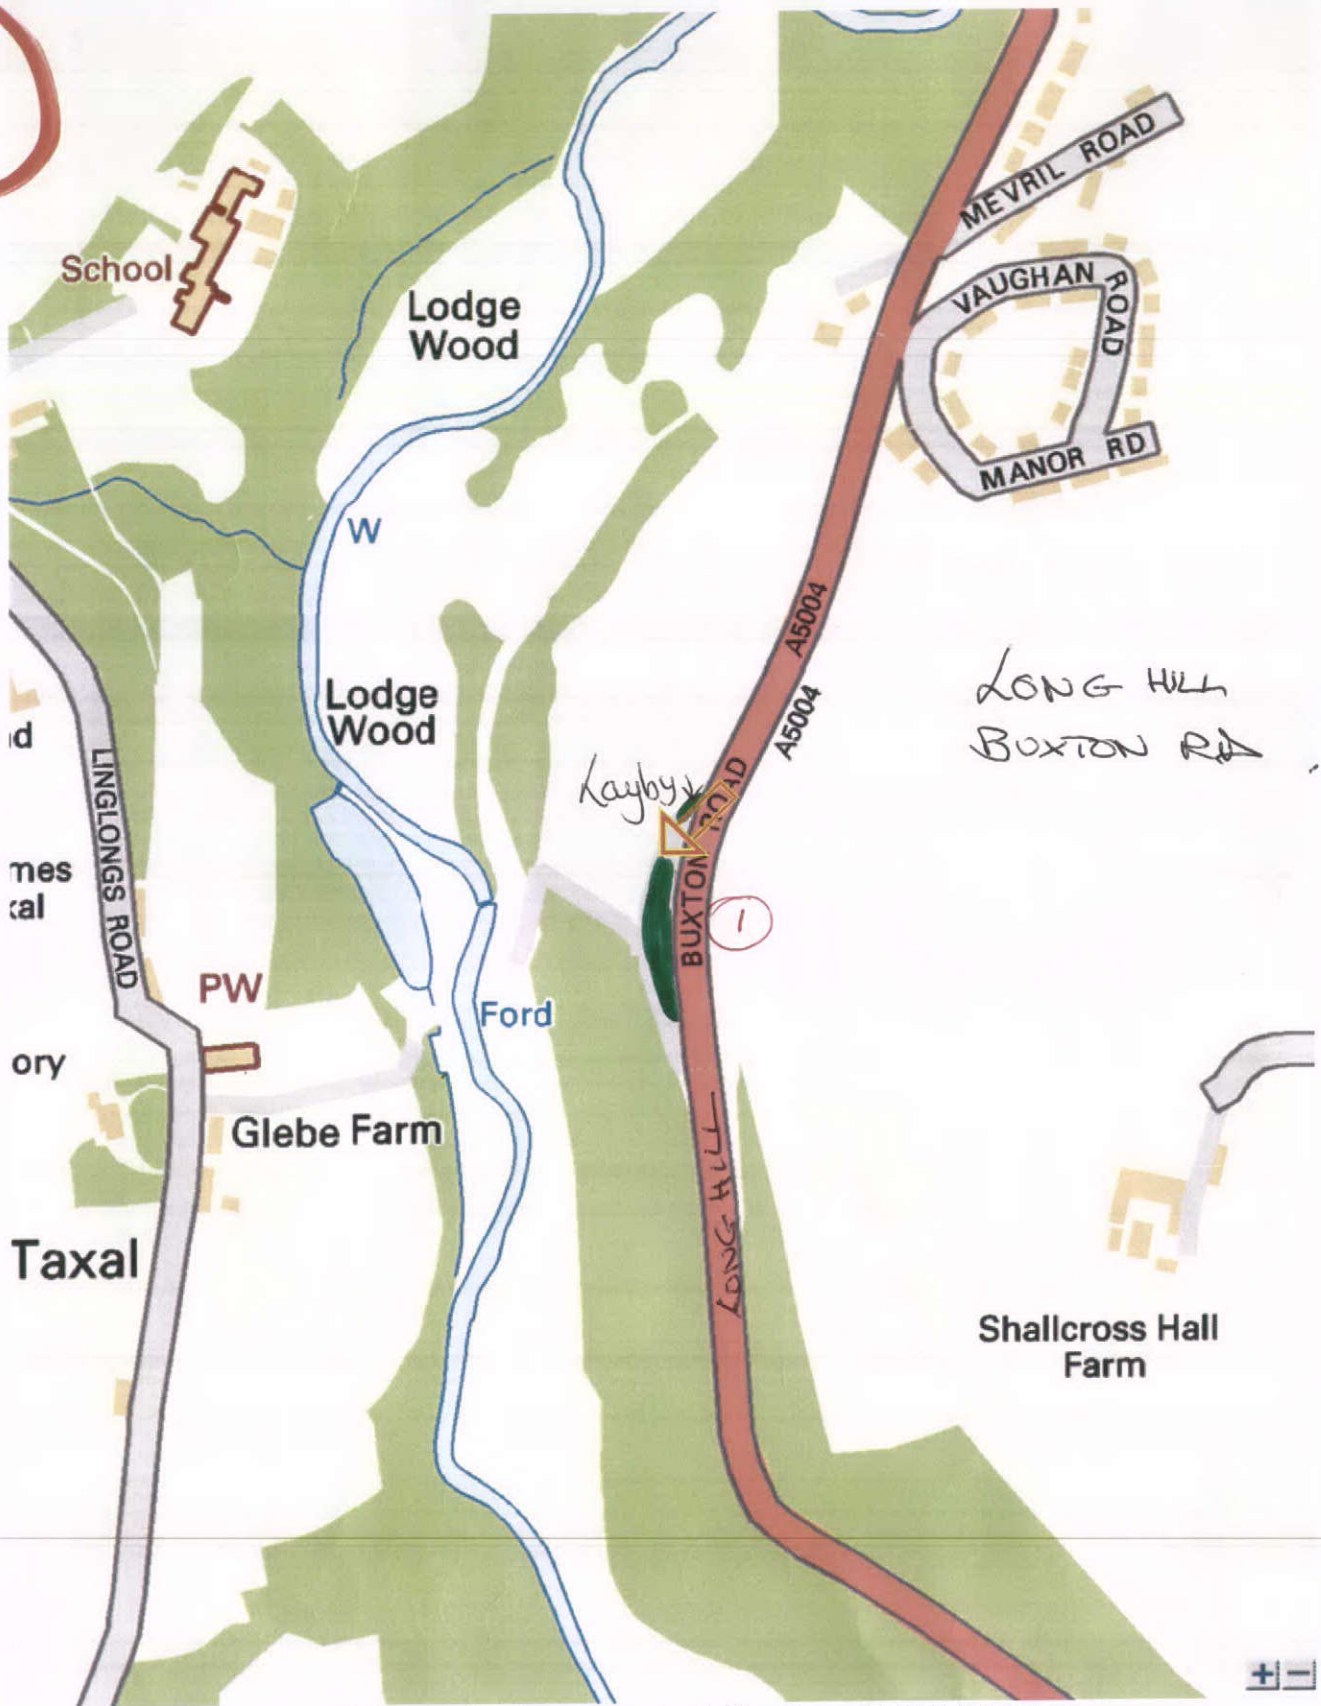 MEVRIL ROAD
School
VAUGHAN ROAD
Lodge
Wood
MANOR RD
W
A5004
A5004
LONG HILL
BUXTON RD
Lodge
Wood
d
LINGLONGS ROAD
Layby
BUXTON ROAD
mes
xal
1
PW
Ford
ory
Glebe Farm
LONG HILL
Taxal
Shallcross Hall
Farm
+ −